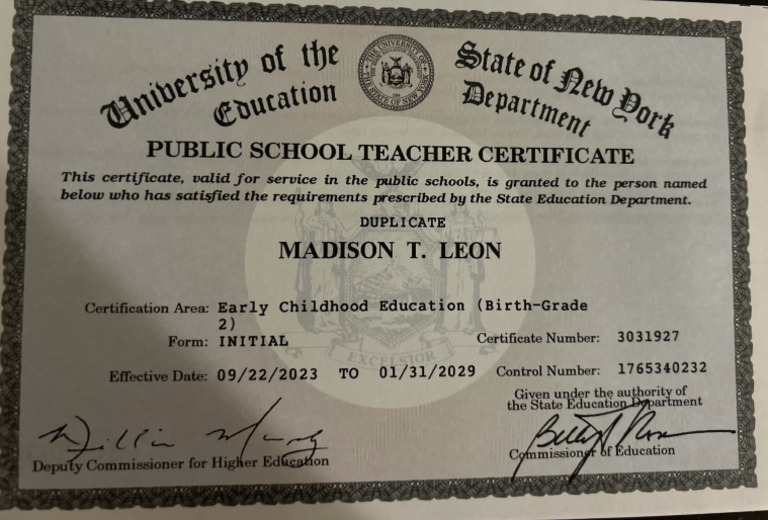 University of the State of New York
Education Department
PUBLIC SCHOOL TEACHER CERTIFICATE
This certificate, valid for service in the public schools, is granted to the person named
below who has satisfied the requirements prescribed by the State Education Department.
DUPLICATE
MADISON T. LEON
Certification Area: Early Childhood Education (Birth-Grade
2)
Form: INITIAL
Certificate Number: 3031927
Effective Date: 09/22/2023 TO 01/31/2029
Control Number: 1765340232
EXCELSIOR
Given under the authority of
the State Education Department
Deputy Commissioner for Higher Education
Commissioner of Education